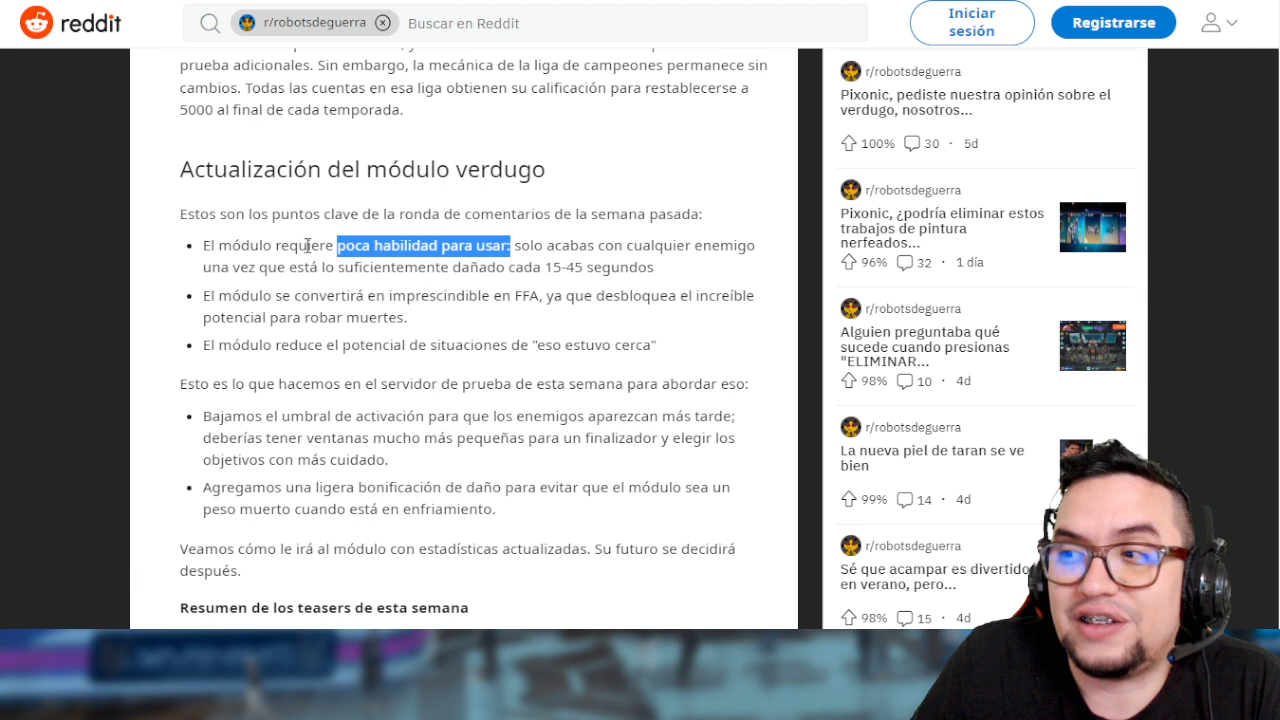 reddit
r/robotsdeguerra
Buscar en Reddit
Iniciar
sesión
Registrarse
prueba adicionales. Sin embargo, la mecánica de la liga de campeones permanece sin
cambios. Todas las cuentas en esa liga obtienen su calificación para restablecerse a
5000 al final de cada temporada.
Actualización del módulo verdugo
Estos son los puntos clave de la ronda de comentarios de la semana pasada:
El módulo requiere poca habilidad para usar: solo acabas con cualquier enemigo
una vez que está lo suficientemente dañado cada 15-45 segundos
El módulo se convertirá en imprescindible en FFA, ya que desbloquea el increíble
potencial para robar muertes.
El módulo reduce el potencial de situaciones de "eso estuvo cerca"
Esto es lo que hacemos en el servidor de prueba de esta semana para abordar eso:
Bajamos el umbral de activación para que los enemigos aparezcan más tarde;
deberías tener ventanas mucho más pequeñas para un finalizador y elegir los
objetivos con más cuidado.
Agregamos una ligera bonificación de daño para evitar que el módulo sea un
peso muerto cuando está en enfriamiento.
Veamos cómo le irá al módulo con estadísticas actualizadas. Su futuro se decidirá
después.
Resumen de los teasers de esta semana
r/robotsdeguerra
Pixonic, pediste nuestra opinión sobre el
verdugo, nosotros...
100% 30 · 5d
r/robotsdeguerra
Pixonic, ¿podría eliminar estos
trabajos de pintura
nerfeados...
96% 32 · 1 día
r/robotsdeguerra
Alguien preguntaba qué
sucede cuando presionas
"ELIMINAR...
98% 10 · 4d
r/robotsdeguerra
La nueva piel de taran se ve
bien
99% 14 · 4d
r/robotsdeguerra
Sé que acampar es divertido
en verano, pero...
98% 15 · 4d